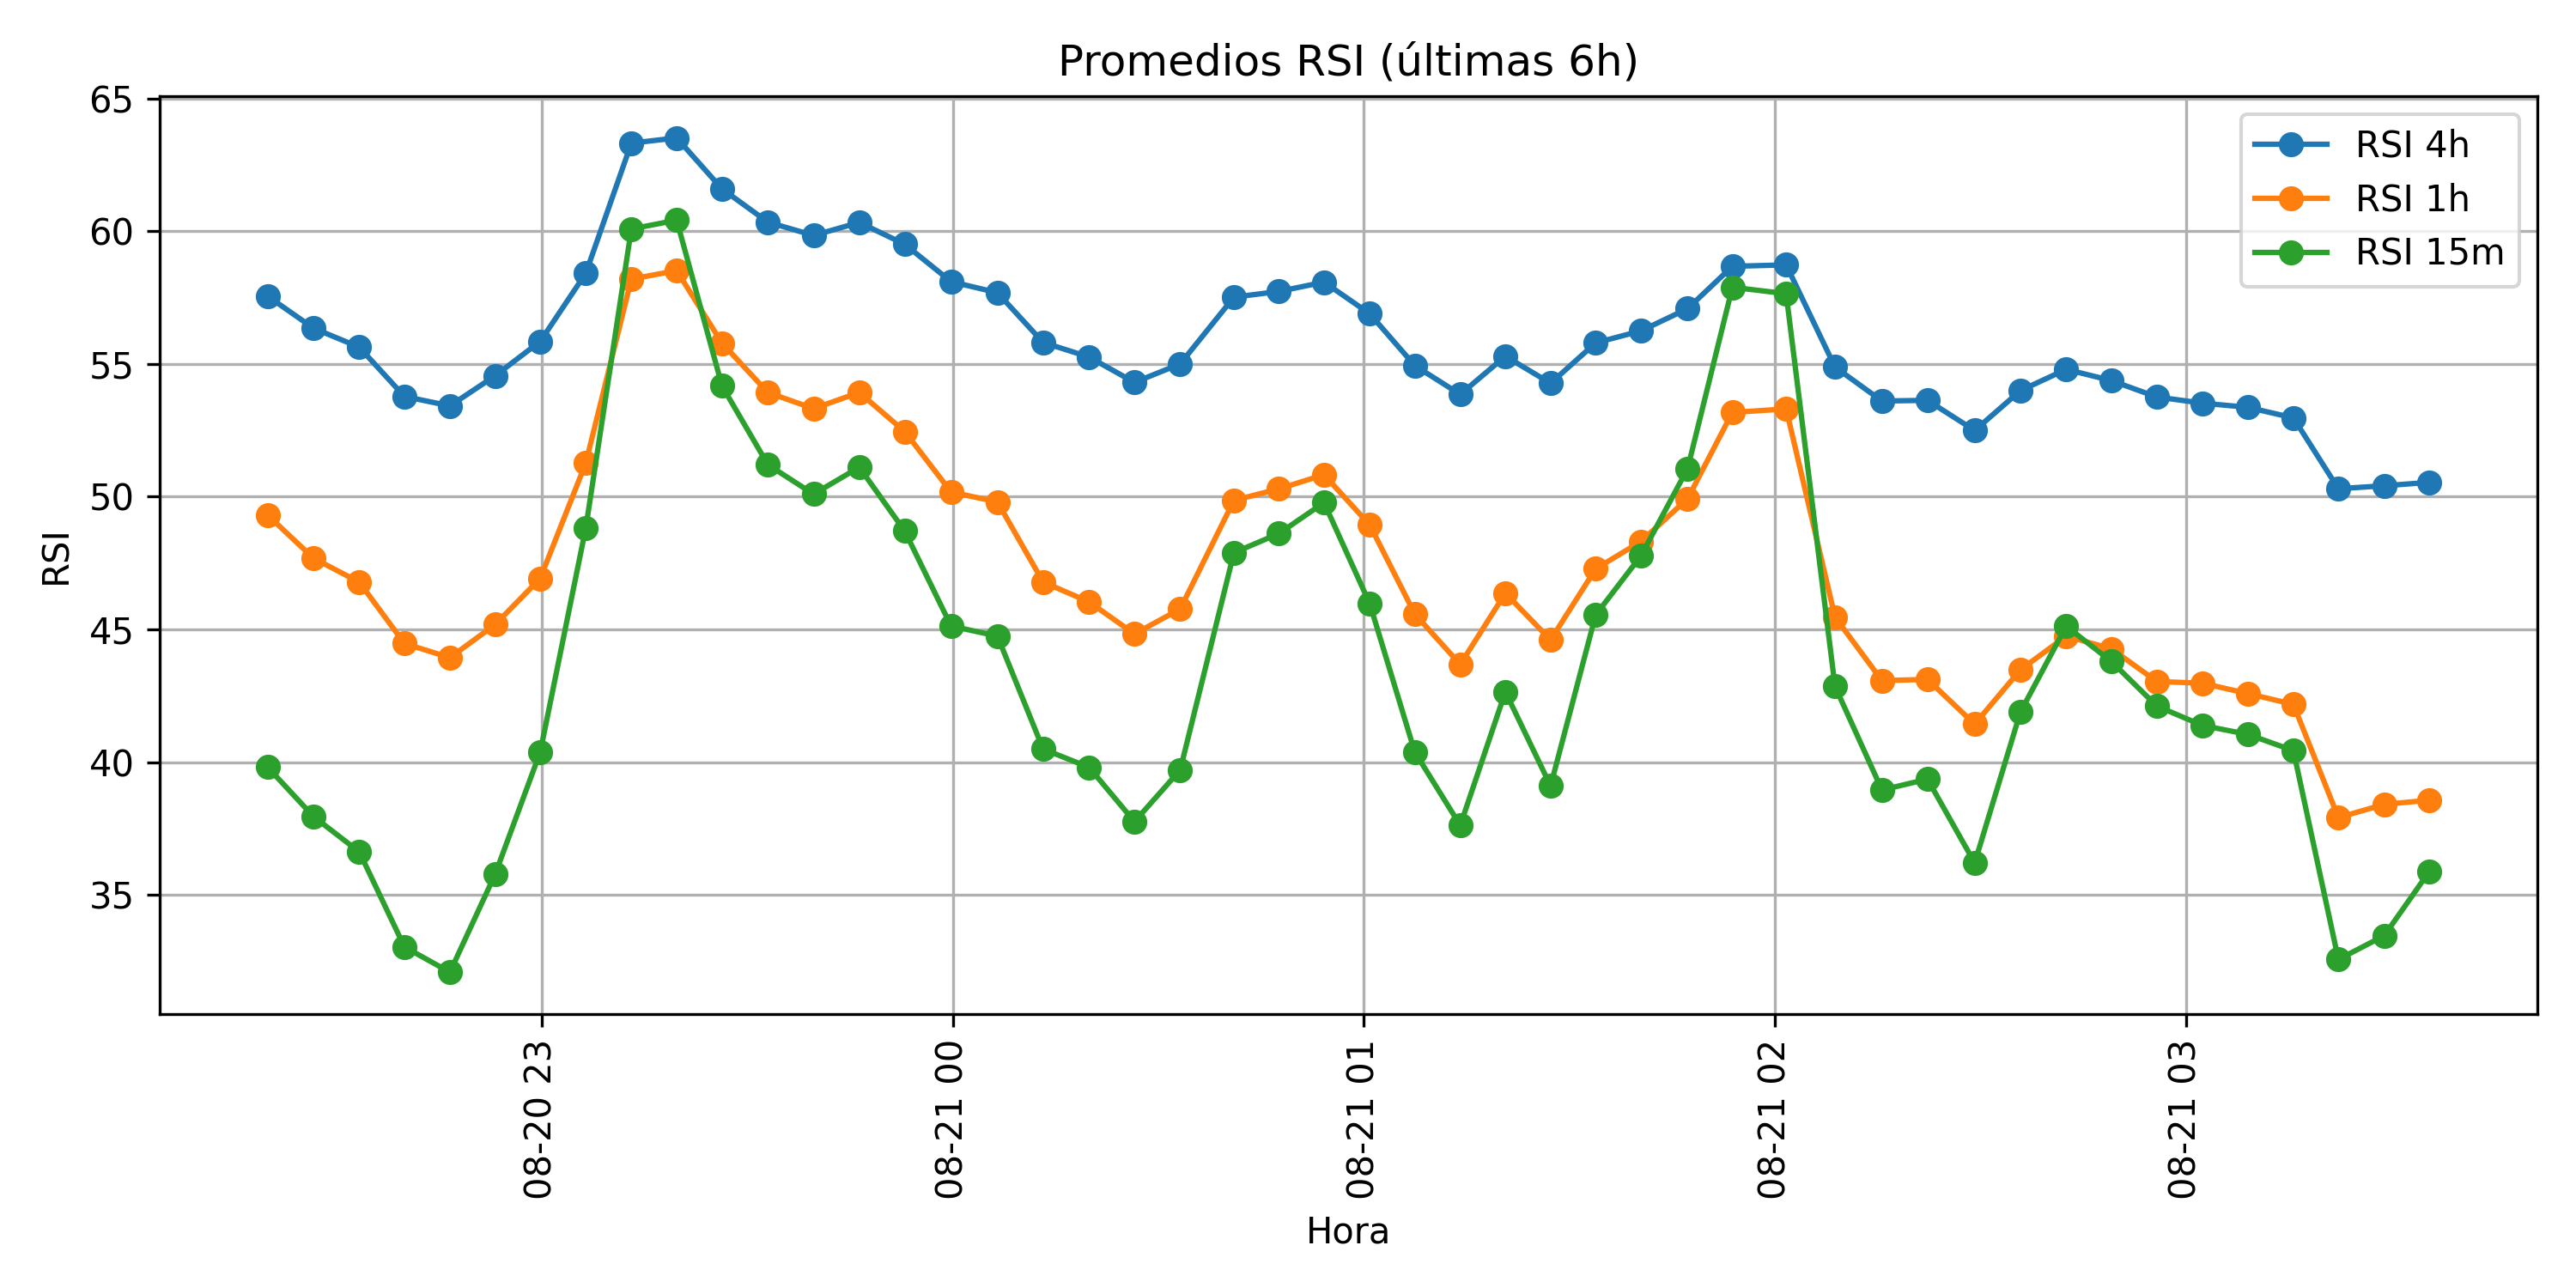 Promedios RSI (últimas 6h)
RSI 4h
RSI 1h
RSI 15m
RSI
65
60
55
50
45
40
35
08-20 23
08-21 00
08-21 01
08-21 02
08-21 03
Hora